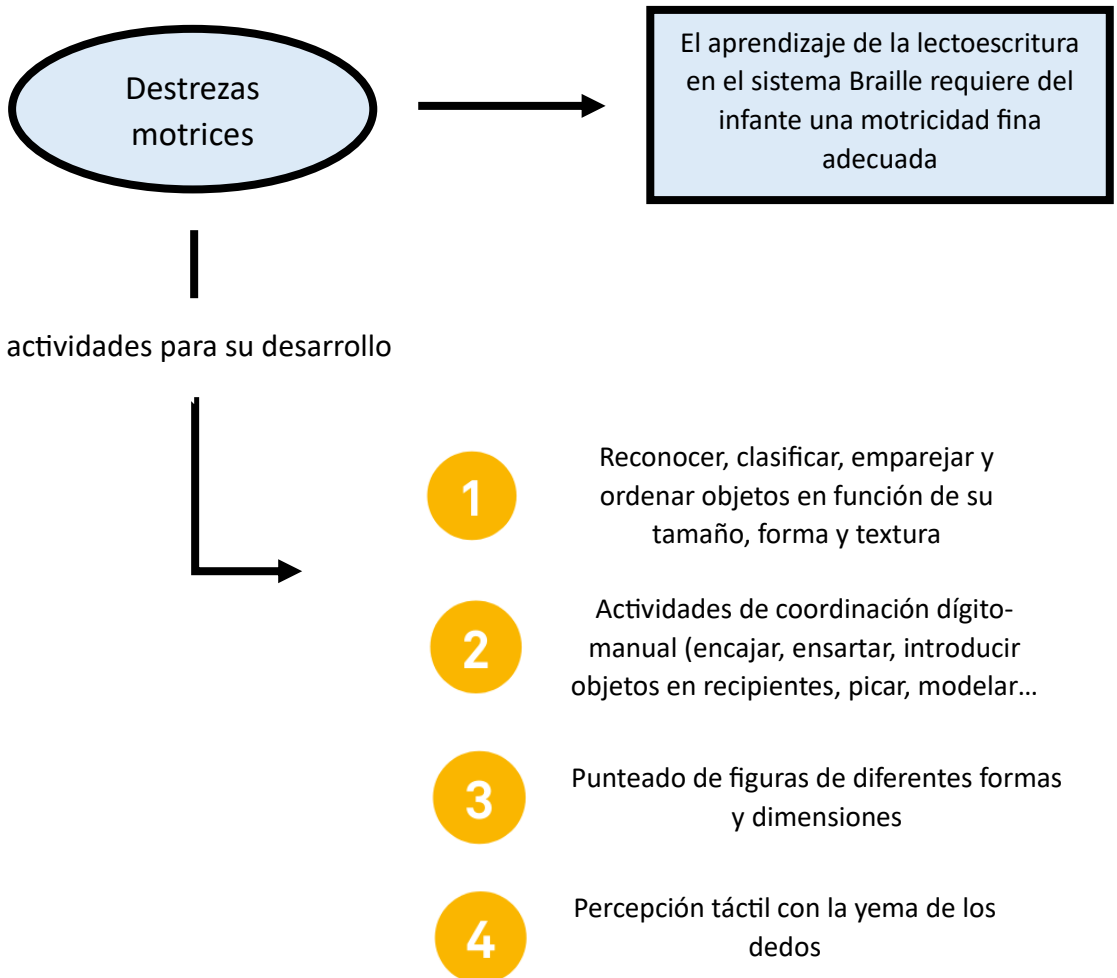 Destrezas
motrices
El aprendizaje de la lectoescritura
en el sistema Braille requiere del
infante una motricidad fina
adecuada
actividades para su desarrollo
1
Reconocer, clasificar, emparejar y
ordenar objetos en función de su
tamaño, forma y textura
2
Actividades de coordinación dígito-
manual (encajar, ensartar, introducir
objetos en recipientes, picar, modelar…
3
Punteado de figuras de diferentes formas
y dimensiones
4
Percepción táctil con la yema de los
dedos